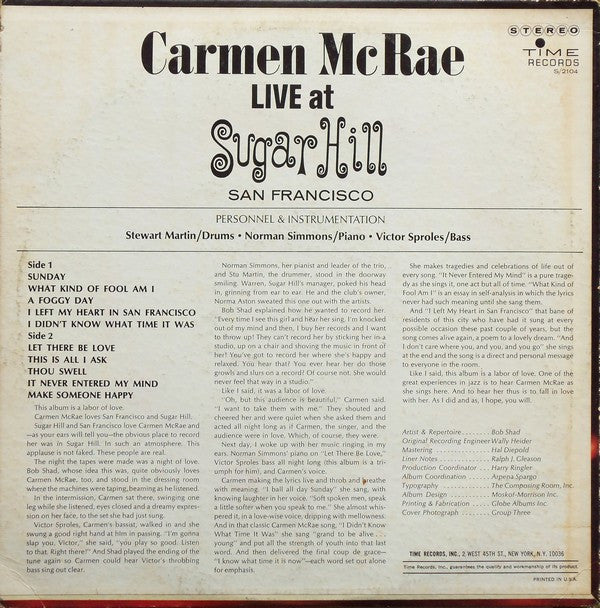 STEREO
TIME
RECORDS
S/2104
Carmen McRae
LIVE at
Sugar Hill
SAN FRANCISCO
PERSONNEL & INSTRUMENTATION
Stewart Martin/Drums • Norman Simmons/Piano • Victor Sproles/Bass
Side 1
SUNDAY
WHAT KIND OF FOOL AM I
A FOGGY DAY
I LEFT MY HEART IN SAN FRANCISCO
I DIDN'T KNOW WHAT TIME IT WAS
Side 2
LET THERE BE LOVE
THIS IS ALL I ASK
THOU SWELL
IT NEVER ENTERED MY MIND
MAKE SOMEONE HAPPY
This album is a labor of love.
Carmen McRae loves San Francisco and Sugar Hill.
Sugar Hill and San Francisco love Carmen McRae and
—as your ears will tell you—the obvious place to record
her was in Sugar Hill. In such an atmosphere. This
applause is not faked. These people are real.
The night the tapes were made was a night of love.
Bob Shad, whose idea this was, quite obviously loves
Carmen McRae, too, and stood in the dressing room
where the machines were taping, beaming as he listened.
In the intermission, Carmen sat there, swinging one
leg while she listened, eyes closed and a dreamy expres-
sion on her face, to the set she had just sung.
Victor Sproles, Carmen's bassist, walked in and she
swung a good right hand at him in passing. "I'm gonna
slap you, Victor," she said, "you play so good. Listen
to that. Right there!" And Shad played the ending of the
tune again so Carmen could hear Victor's throbbing
bass sing out clear.
Norman Simmons, her pianist and leader of the trio,
and Stu Martin, the drummer, stood in the doorway
smiling. Warren, Sugar Hill's manager, poked his head
in, grinning from ear to ear. He and the club's owner,
Norma Aston sweated this one out with the artists.
Bob Shad explained how he wanted to record her.
"Every time I see this girl and hear her sing, I'm knocked
out of my mind and then, I buy her records and I want
to throw up! They can't record her by sticking her in a
studio, up on a chair and shoving the music in front of
her! You've got to record her where she's happy and
relaxed. You hear that? You ever hear her do those
growls and slurs on a record! Of course not. She would
never feel that way in a studio."
Like I said, it was a labor of love.
"Oh, but this audience is beautiful," Carmen said.
"I want to take them with me." They shouted and
cheered her and were quiet when she asked them and
acted all night long as if Carmen, the singer, and the
audience were in love. Which, of course, they were.
Next day, I woke up with her music ringing in my
ears. Norman Simmons' piano on "Let There Be Love,"
Victor Sproles bass all night long (this album is a tri-
umph for him), and Carmen's voice.
Carmen making the lyrics live and throb and breathe
with meaning. "I ball all day Sunday" she sang, with
knowing laughter in her voice. "Soft spoken men, speak
a little softer when you speak to me." She almost whis-
pered it, in a love-wise voice, dripping with mellowness.
And in that classic Carmen McRae song, "I Didn't Know
What Time It Was" she sang "grand to be alive . . .
young" and put all the strength of youth into that last
word. And then delivered the final coup de grace—
"I know what time it is now"—each word set out alone
for emphasis.
She makes tragedies and celebrations of life out of
every song. "It Never Entered My Mind" is a pure trage-
dy as she sings it, one act but all of time. "What Kind of
Fool Am I" is an essay in self-analysis in which the lyrics
never had such meaning until she sang them.
And "I Left My Heart in San Francisco" that bane of
residents of this city who have had it sung at every
possible occasion these past couple of years, but the
song comes alive again, a poem to a lovely dream. "And
I don't care where you, and you, and you go" she sings
at the end and the song is a direct and personal message
to everyone in the room.
Like I said, this album is a labor of love. One of the
great experiences in jazz is to hear Carmen McRae as
she sings here. And to hear her thus is to, fall in love
with her. As I did and as, I hope, you will.
Artist & Repertoire . . . . . . . . Bob Shad
Original Recording Engineer Wally Heider
Mastering . . . . . . . . . . . . Hal Diepold
Liner Notes . . . . . . . . Ralph J. Gleason
Production Coordinator . . . Harry Ringler
Album Coordination . . . . Arpena Spargo
Typography . . . . The Composing Room, Inc.
Album Design . . . . Moskof-Morrison Inc.
Printing & Fabrication . . . Globe Albums Inc.
Cover Photograph . . . . . . Group Three
TIME RECORDS, INC., 2 WEST 45TH ST., NEW YORK, N.Y. 10036
Time Records, Inc., guarantees the quality and workmanship of its product.
PRINTED IN U.S.A.